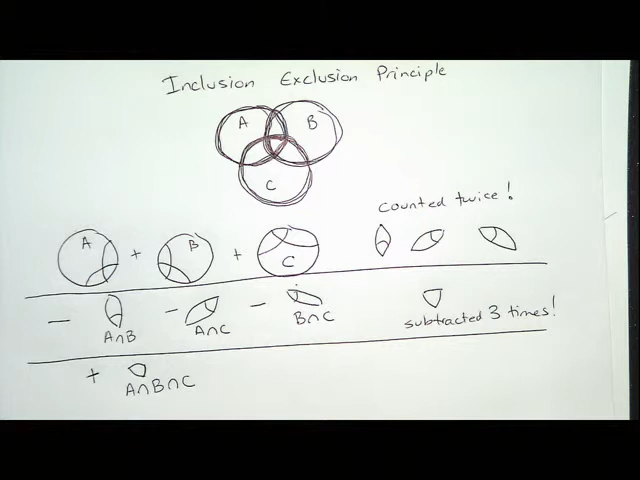 Inclusion Exclusion Principle
A B
C
counted twice!
A + B + C
− A∩B − A∩C − B∩C
subtracted 3 times!
+ A∩B∩C